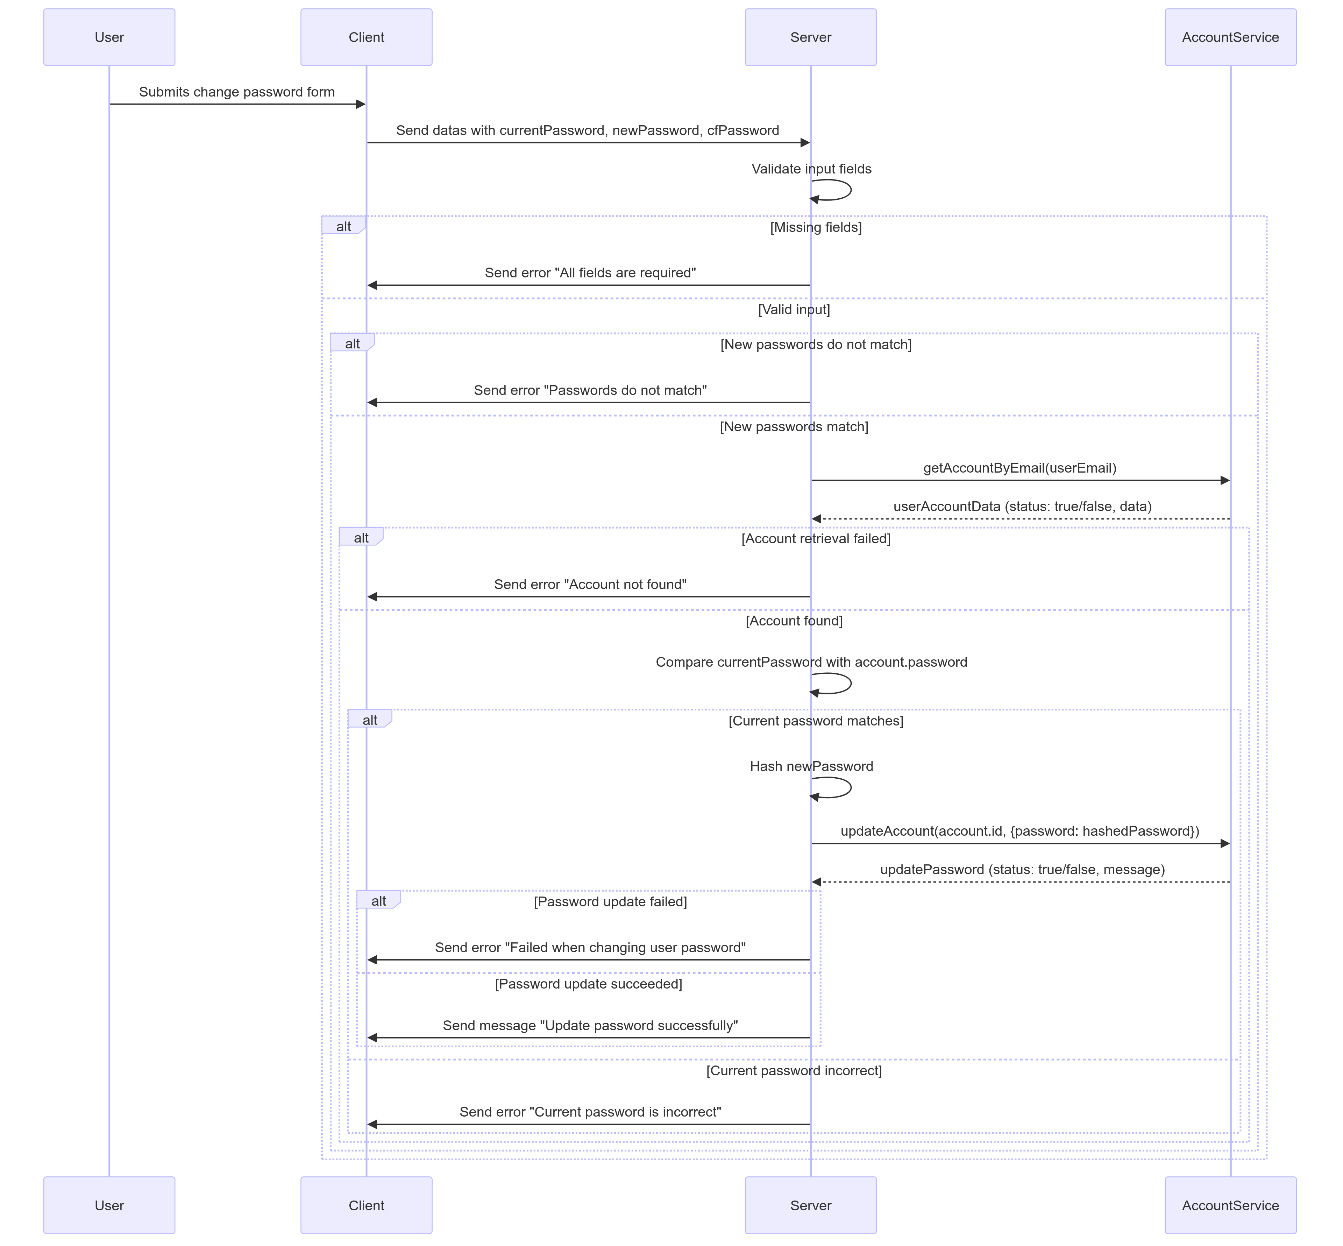 User
Client
Server
AccountService
Submits change password form
Send datas with currentPassword, newPassword, cfPassword
Validate input fields
alt
[Missing fields]
Send error "All fields are required"
[Valid input]
alt
[New passwords do not match]
Send error "Passwords do not match"
[New passwords match]
getAccountByEmail(userEmail)
userAccountData (status: true/false, data)
alt
[Account retrieval failed]
Send error "Account not found"
[Account found]
Compare currentPassword with account.password
alt
[Current password matches]
Hash newPassword
updateAccount(account.id, {password: hashedPassword})
updatePassword (status: true/false, message)
alt
[Password update failed]
Send error "Failed when changing user password"
[Password update succeeded]
Send message "Update password successfully"
[Current password incorrect]
Send error "Current password is incorrect"
User
Client
Server
AccountService